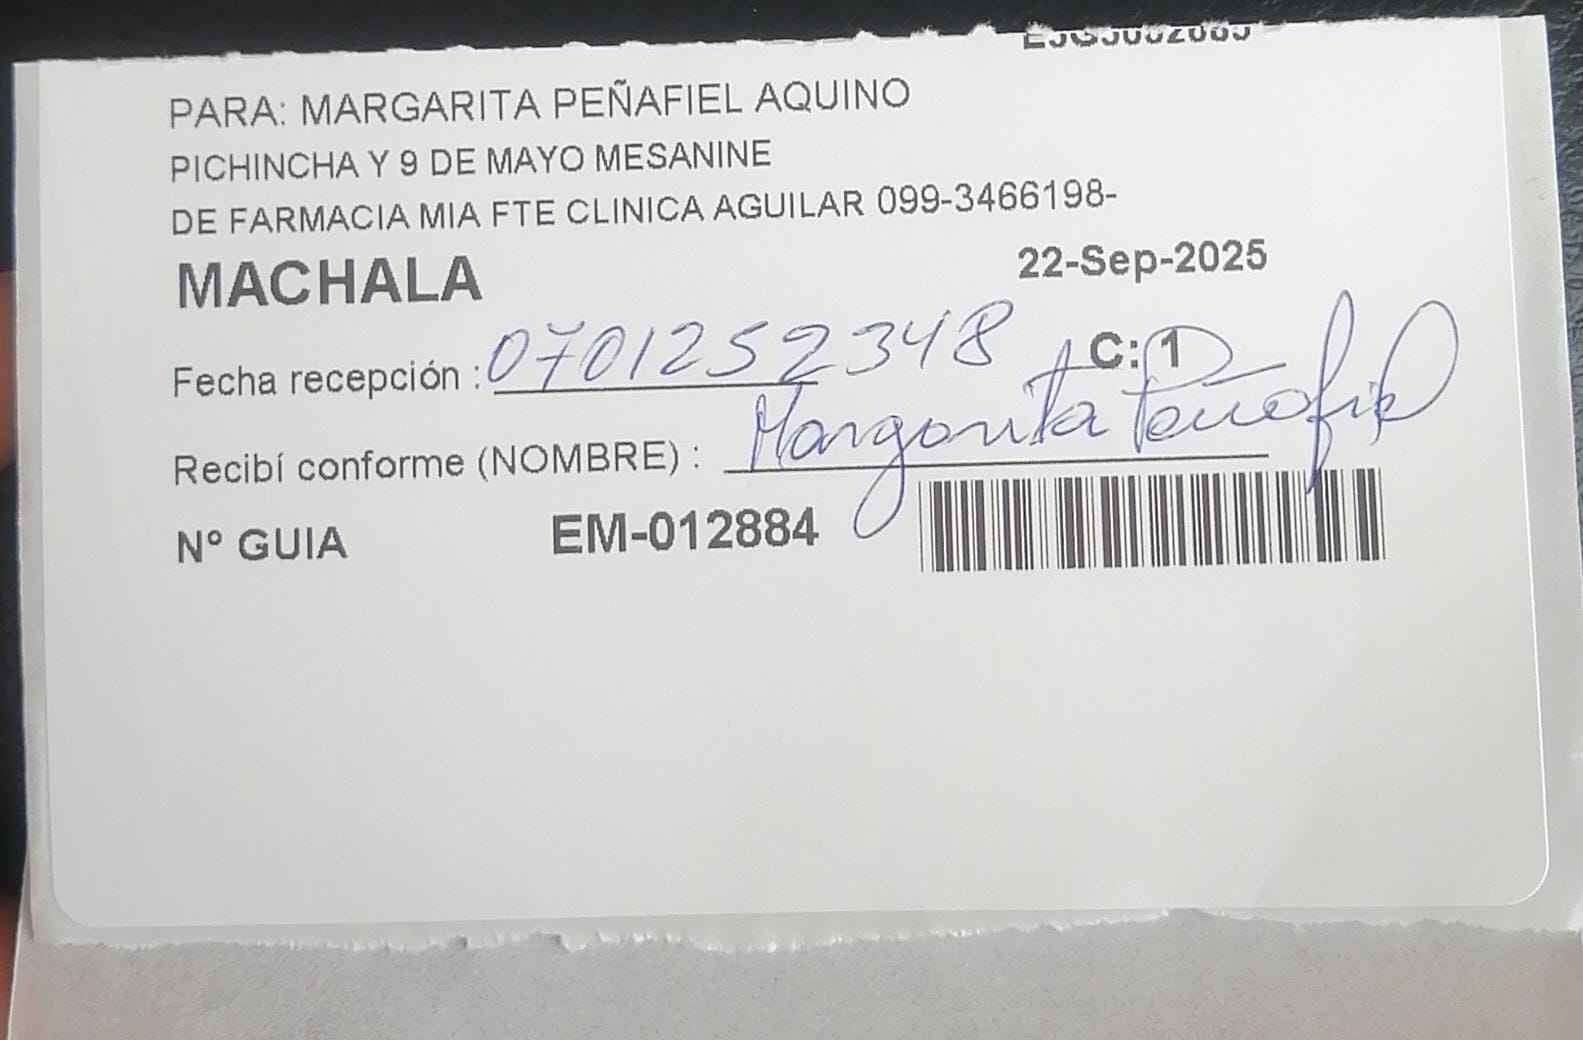 PARA: MARGARITA PEÑAFIEL AQUINO
PICHINCHA Y 9 DE MAYO MESANINE
DE FARMACIA MIA FTE CLINICA AGUILAR 099-3466198-
MACHALA 22-Sep-2025
Fecha recepción : 0701252348 C: 1
Recibí conforme (NOMBRE) : Margarita Peñafiel
Nº GUIA EM-012884